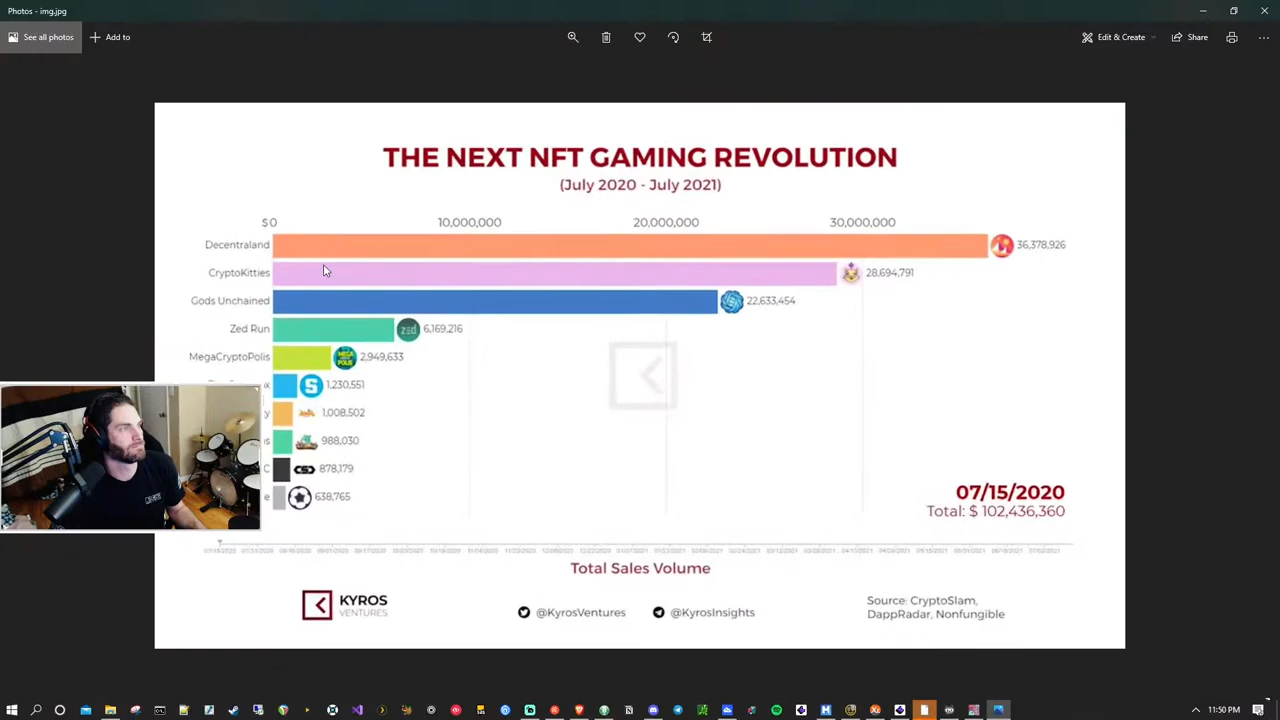 Photos - img.jpg
See all photos
Add to
Edit & Create
Share
THE NEXT NFT GAMING REVOLUTION
(July 2020 - July 2021)
$0 10,000,000 20,000,000 30,000,000
Decentraland 36,378,926
CryptoKitties 28,694,791
Gods Unchained 22,633,454
Zed Run zed 6,169,216
MegaCryptoPolis MEGA POLIS 2,949,633
x S 1,230,551
y 1,008,502
s 988,030
C CSC 878,179
e 638,765
07/15/2020
Total: $ 102,436,360
Total Sales Volume
KYROS
VENTURES
@KyrosVentures
@KyrosInsights
Source: CryptoSlam,
DappRadar, Nonfungible
11:50 PM